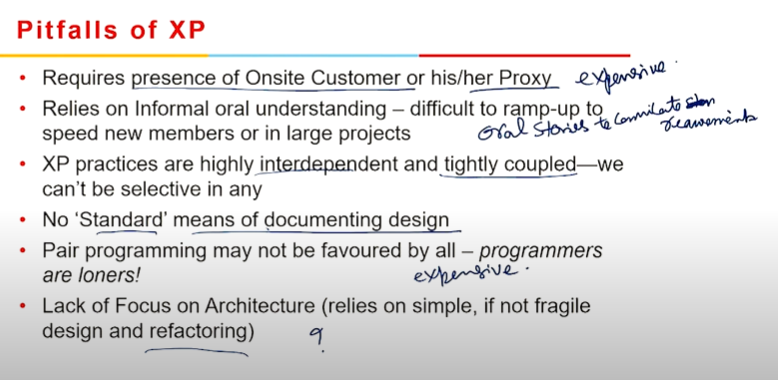 Pitfalls of XP
• Requires presence of Onsite Customer or his/her Proxy expensive.
• Relies on Informal oral understanding – difficult to ramp-up to
speed new members or in large projects
oral stories to
• XP practices are highly interdependent and tightly coupled—we
can't be selective in any
• No 'Standard' means of documenting design
• Pair programming may not be favoured by all – programmers
are loners!
expensive.
• Lack of Focus on Architecture (relies on simple, if not fragile
design and refactoring) ?